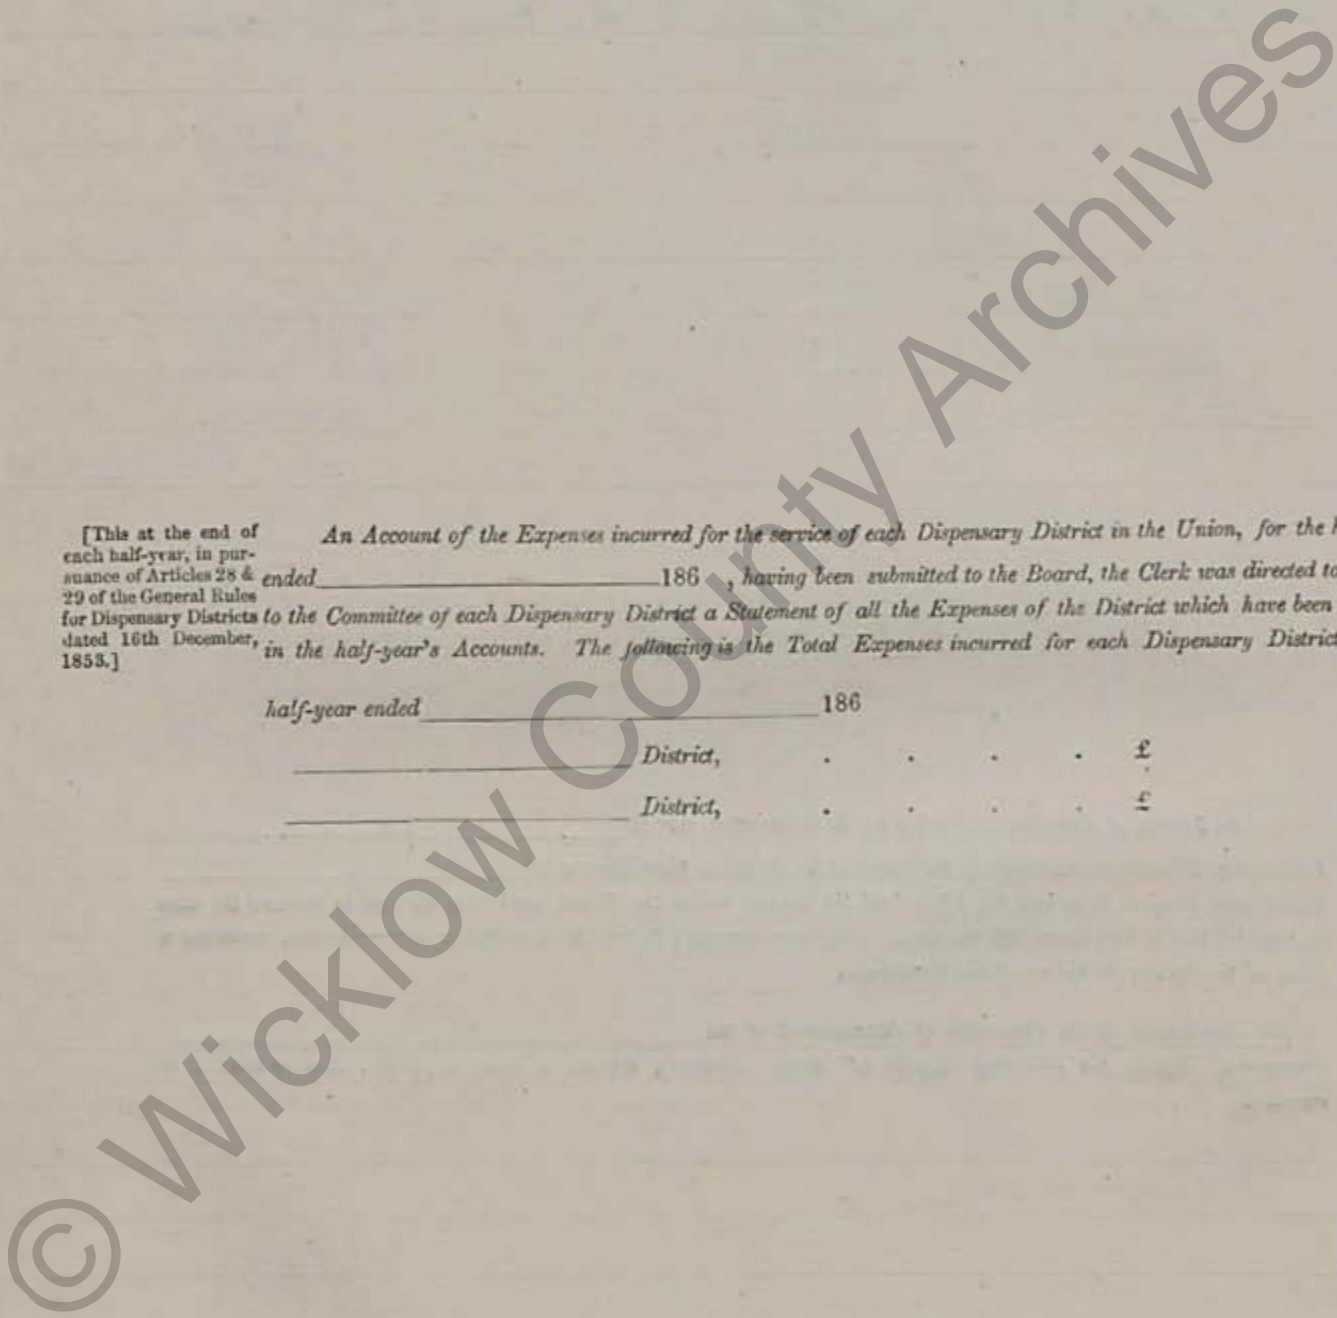 [This at the end of
each half-year, in pur-
suance of Articles 28 &
29 of the General Rules
for Dispensary Districts
dated 16th December,
1853.]
An Account of the Expenses incurred for the service of each Dispensary District in the Union, for the
ended 186 , having been submitted to the Board, the Clerk was directed to
to the Committee of each Dispensary District a Statement of all the Expenses of the District which have been
in the half-year's Accounts. The following is the Total Expenses incurred for each Dispensary District
half-year ended 186
District, . . . . £
District, . . . . £
© Wicklow County Archives